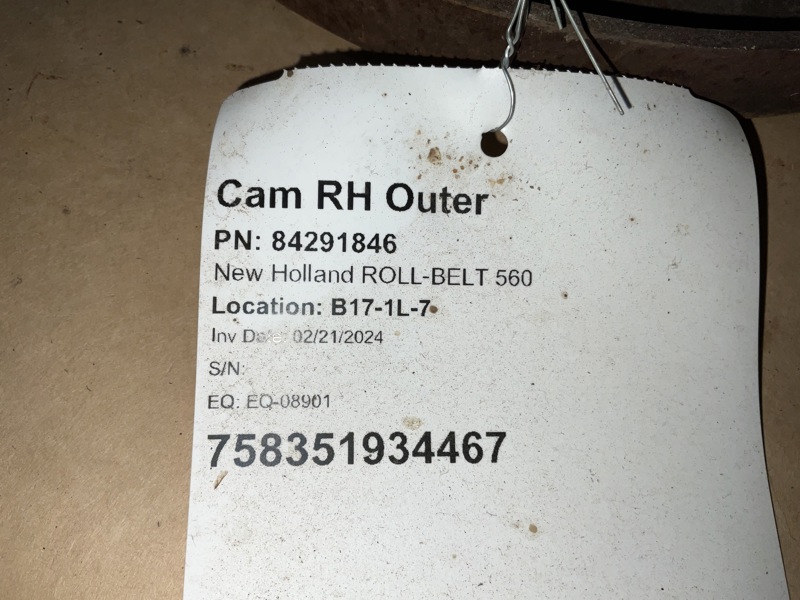 Cam RH Outer
PN: 84291846
New Holland ROLL-BELT 560
Location: B17-1L-7
Inv Date: 02/21/2024
S/N:
EQ: EQ-08901
758351934467